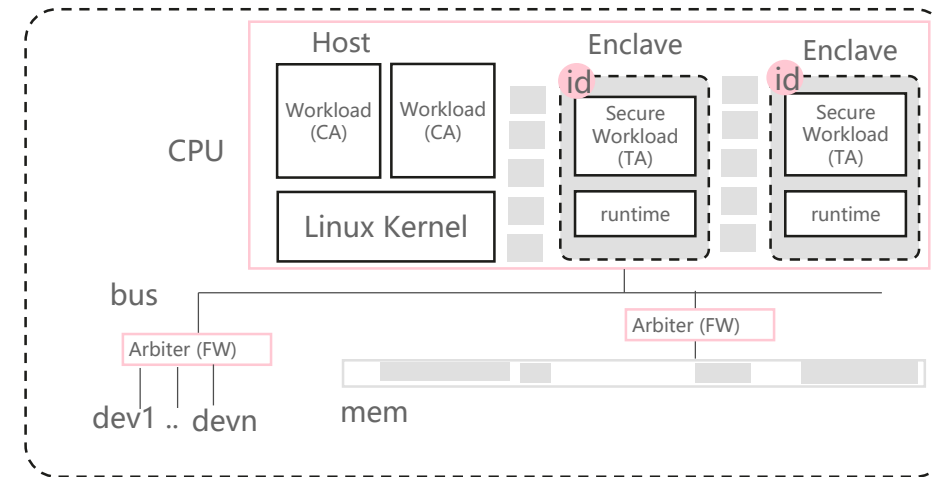 Host
Enclave
Enclave
id
id
Workload
(CA)
Workload
(CA)
Secure
Workload
(TA)
Secure
Workload
(TA)
CPU
Linux Kernel
runtime
runtime
bus
Arbiter (FW)
Arbiter (FW)
dev1 .. devn
mem